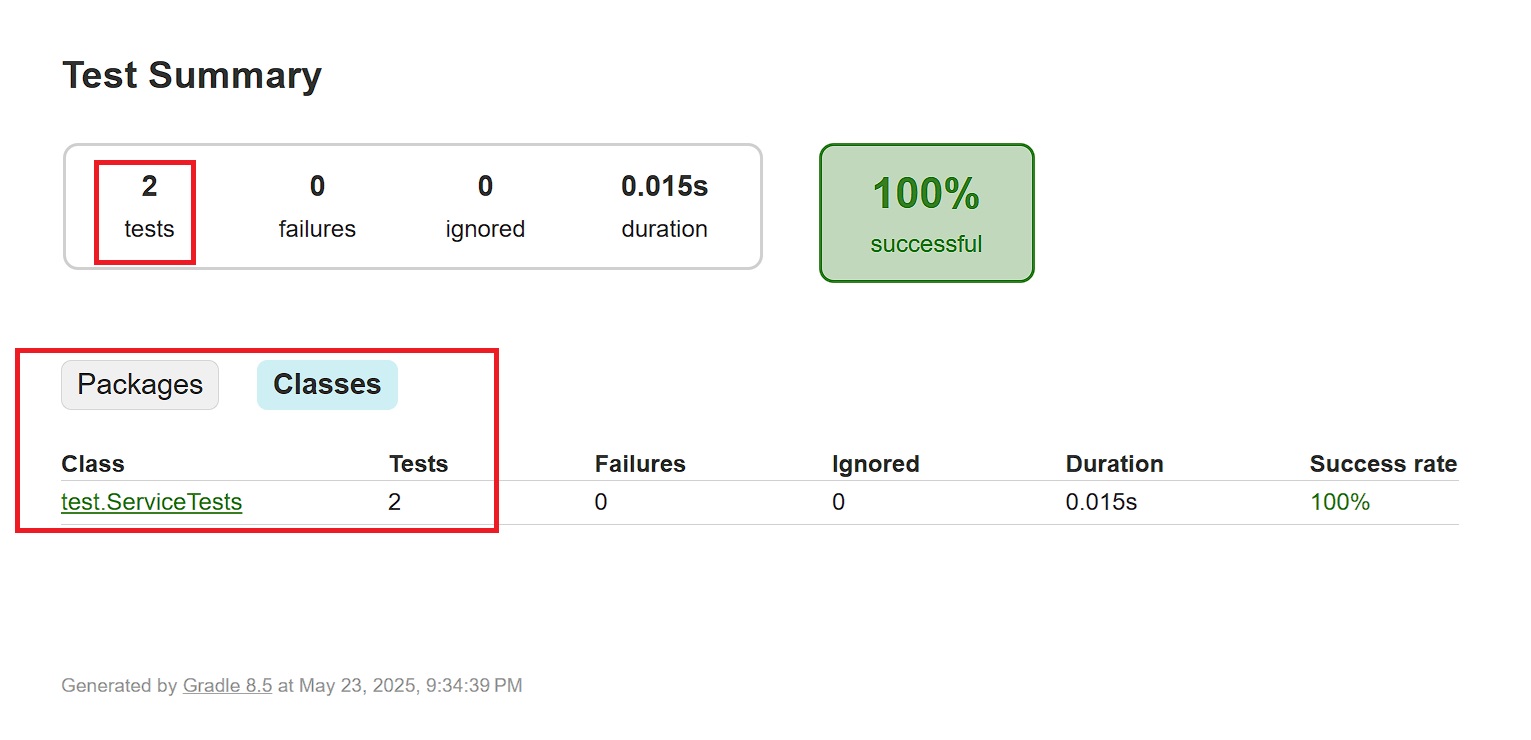 Test Summary
2 0 0 0.015s
tests failures ignored duration
100%
successful
Packages Classes
Class Tests Failures Ignored Duration Success rate
test.ServiceTests 2 0 0 0.015s 100%
Generated by Gradle 8.5 at May 23, 2025, 9:34:39 PM